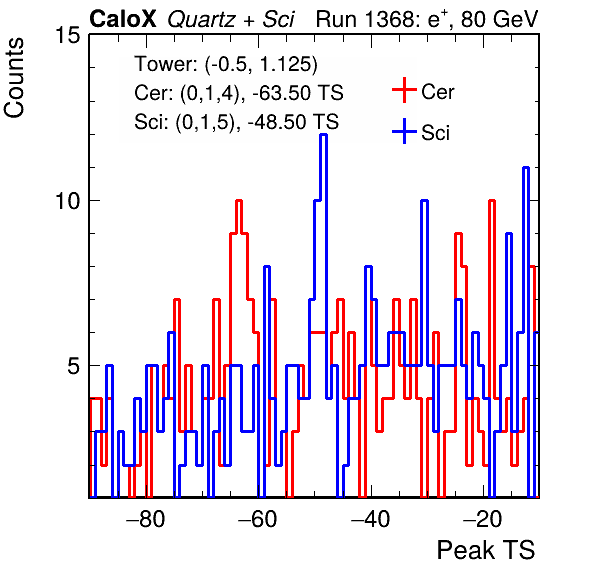 CaloX Quartz + Sci Run 1368: e⁺, 80 GeV
Counts
15
10
5
Tower: (-0.5, 1.125)
Cer: (0,1,4), -63.50 TS
Sci: (0,1,5), -48.50 TS
Cer
Sci
−80 −60 −40 −20
Peak TS